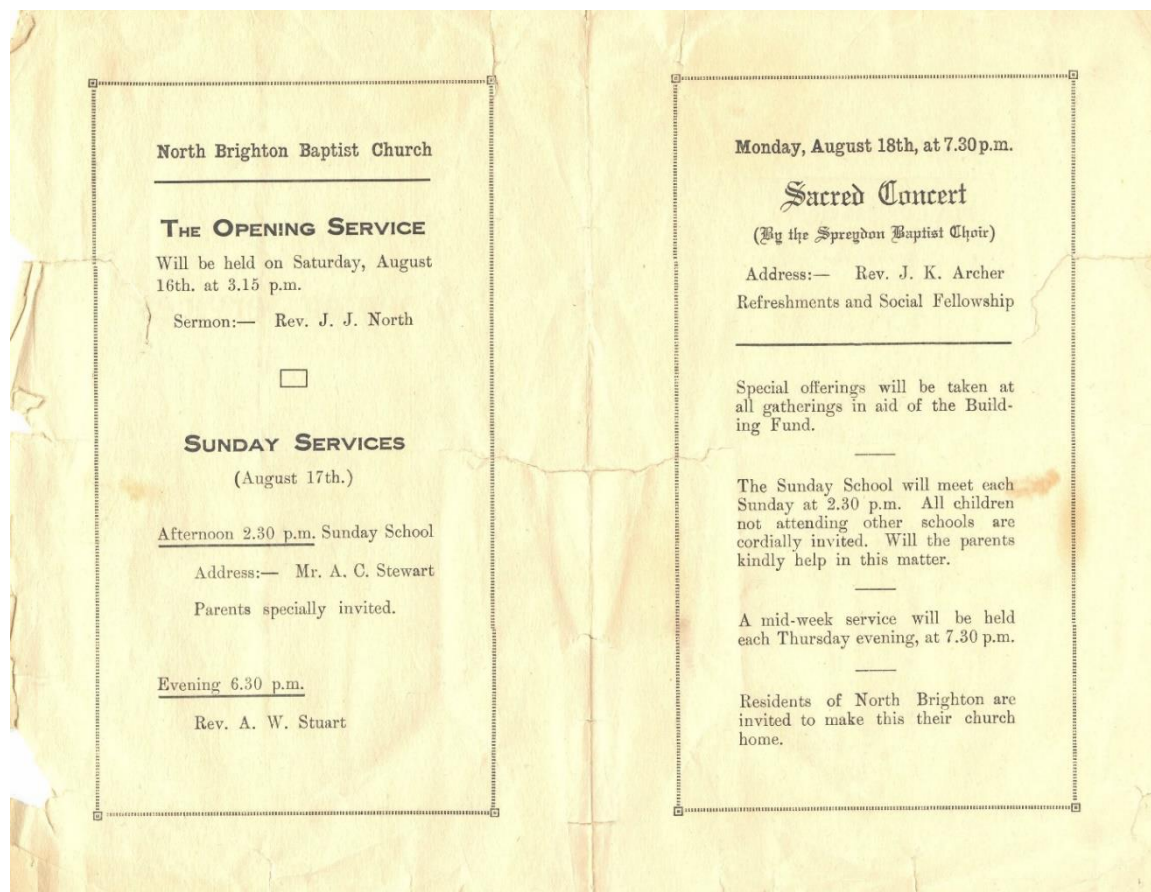 North Brighton Baptist Church
THE OPENING SERVICE
Will be held on Saturday, August
16th. at 3.15 p.m.
Sermon:— Rev. J. J. North
SUNDAY SERVICES
(August 17th.)
Afternoon 2.30 p.m. Sunday School
Address:— Mr. A. C. Stewart
Parents specially invited.
Evening 6.30 p.m.
Rev. A. W. Stuart
Monday, August 18th, at 7.30 p.m.
Sacred Concert
(By the Spreydon Baptist Choir)
Address:— Rev. J. K. Archer
Refreshments and Social Fellowship
Special offerings will be taken at
all gatherings in aid of the Build-
ing Fund.
The Sunday School will meet each
Sunday at 2.30 p.m. All children
not attending other schools are
cordially invited. Will the parents
kindly help in this matter.
A mid-week service will be held
each Thursday evening, at 7.30 p.m.
Residents of North Brighton are
invited to make this their church
home.